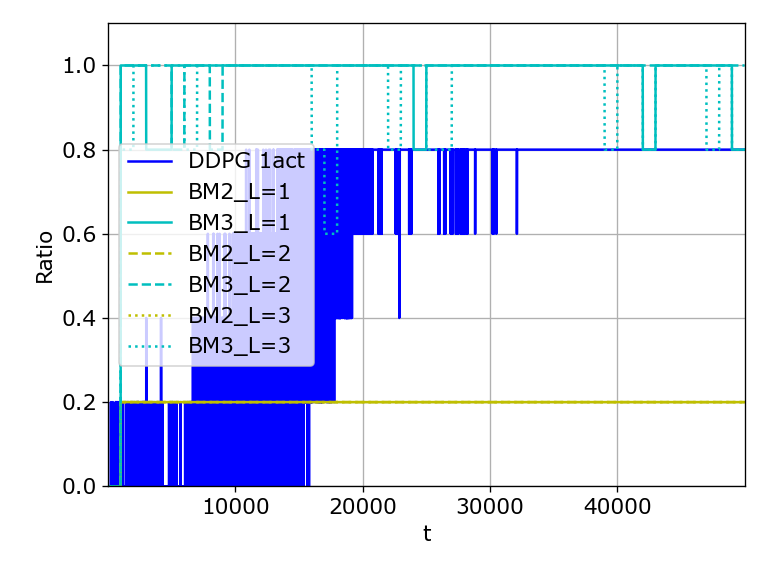 1.0
0.8
0.6
0.4
0.2
0.0
Ratio
DDPG 1act
BM2_L=1
BM3_L=1
BM2_L=2
BM3_L=2
BM2_L=3
BM3_L=3
10000 20000 30000 40000
t